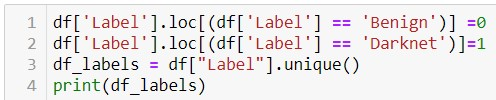 1 df['Label'].loc[(df['Label'] == 'Benign')] =0
2 df['Label'].loc[(df['Label'] == 'Darknet')]=1
3 df_labels = df["Label"].unique()
4 print(df_labels)